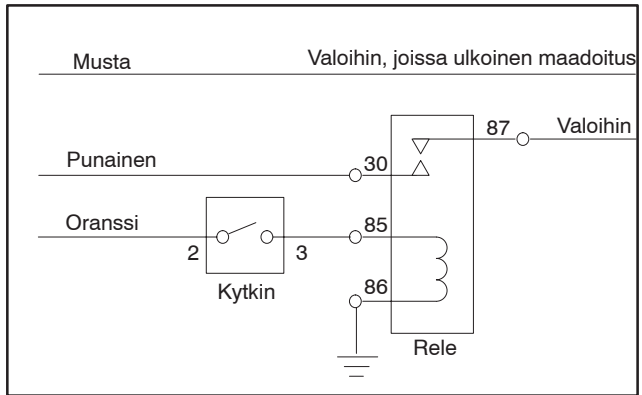 Musta
Valoihin, joissa ulkoinen maadoitus
87
Valoihin
Punainen
30
Oranssi
85
2
3
Kytkin
86
Rele